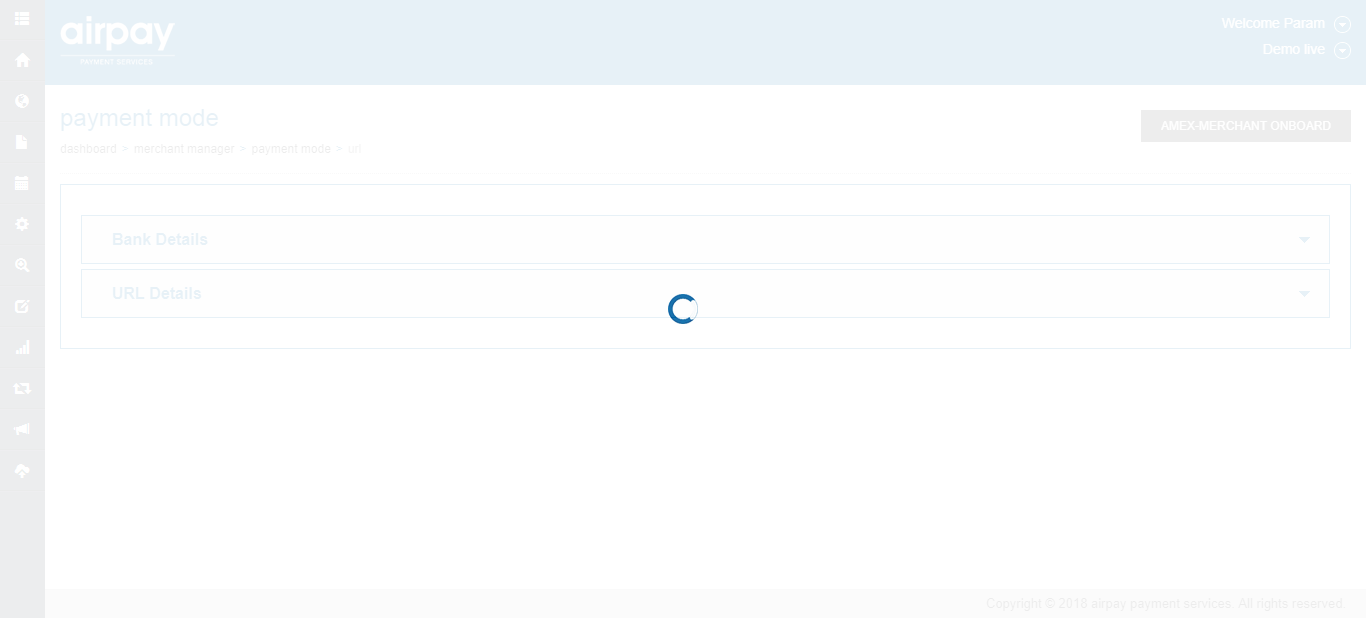 airpay
PAYMENT SERVICES
Welcome Param
Demo live
payment mode
AMEX-MERCHANT ONBOARD
dashboard > merchant manager > payment mode > url
Bank Details
URL Details
Copyright © 2018 airpay payment services. All rights reserved.